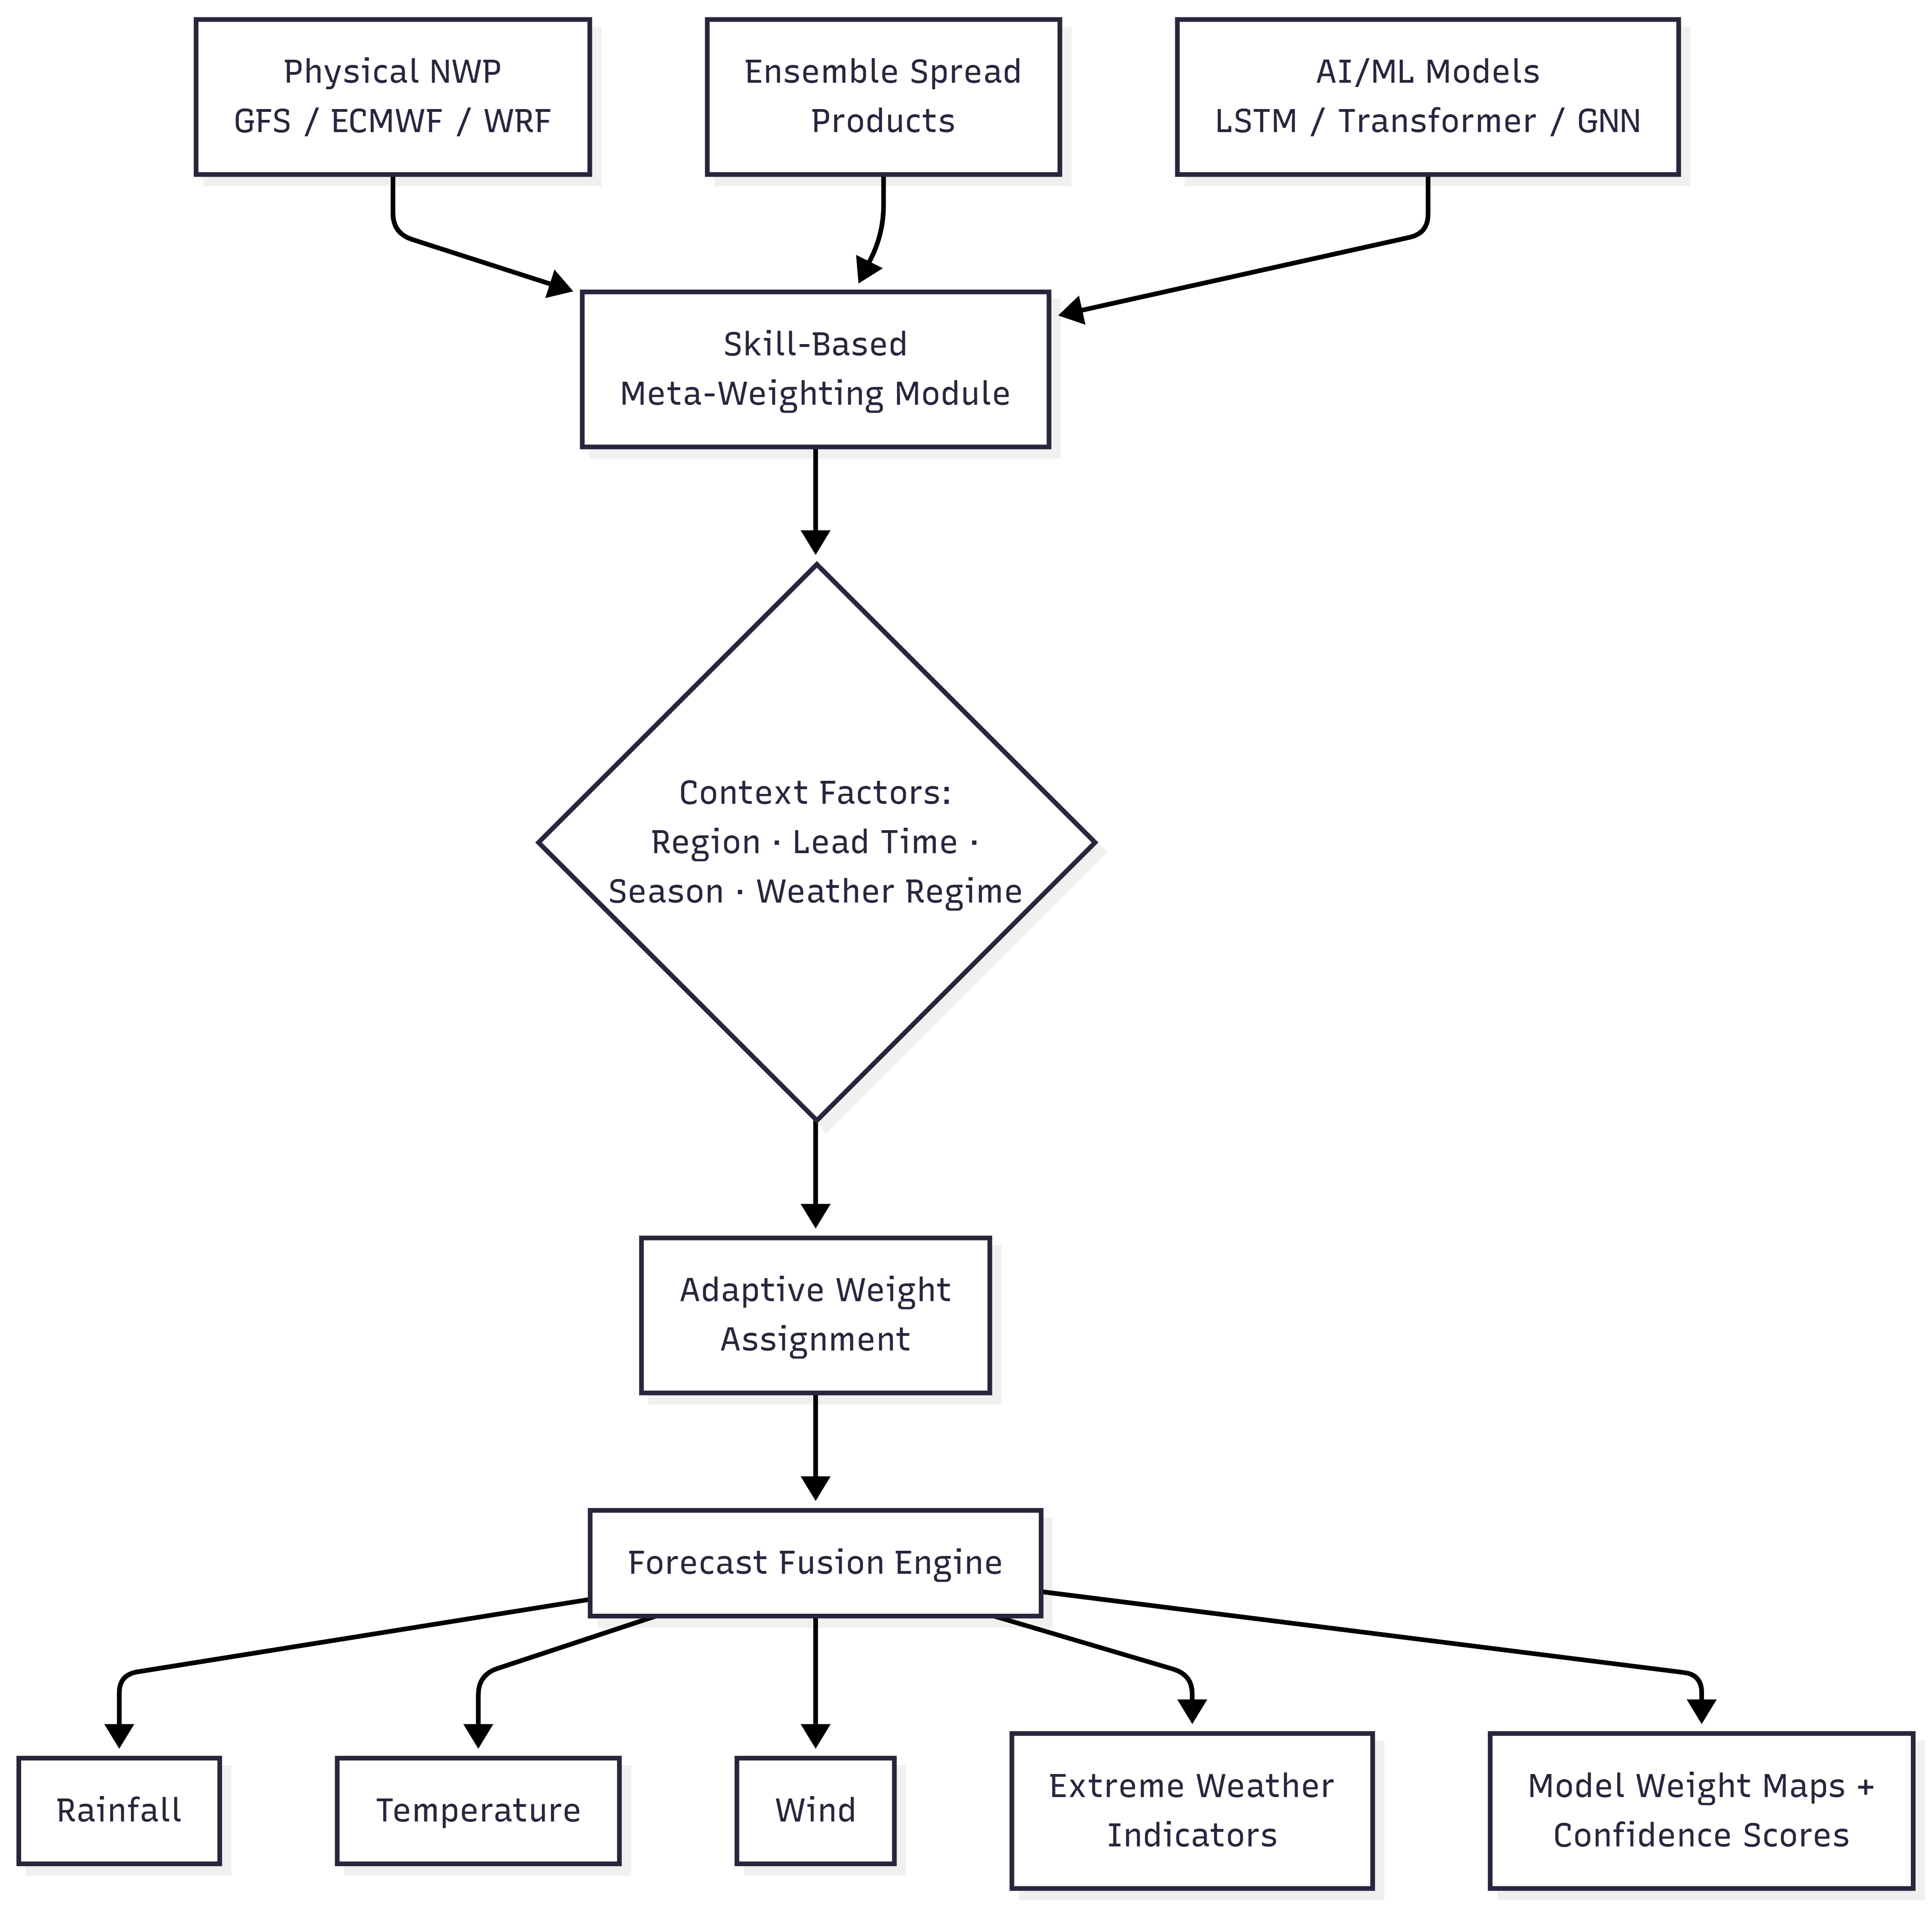 Physical NWP
GFS / ECMWF / WRF
Ensemble Spread
Products
AI/ML Models
LSTM / Transformer / GNN
Skill-Based
Meta-Weighting Module
Context Factors:
Region · Lead Time ·
Season · Weather Regime
Adaptive Weight
Assignment
Forecast Fusion Engine
Rainfall
Temperature
Wind
Extreme Weather
Indicators
Model Weight Maps +
Confidence Scores